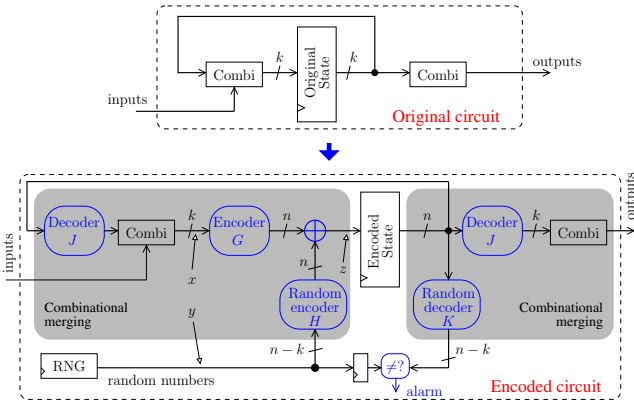 k
k
Original
State
Combi
Combi
outputs
inputs
Original circuit
Decoder
J
Combi
k
Encoder
G
n
n
z
Encoded
State
n
Decoder
J
k
Combi
outputs
inputs
x
Combinational
merging
y
Random
encoder
H
Random
decoder
K
Combinational
merging
n − k
n − k
RNG
random numbers
≠?
alarm
Encoded circuit